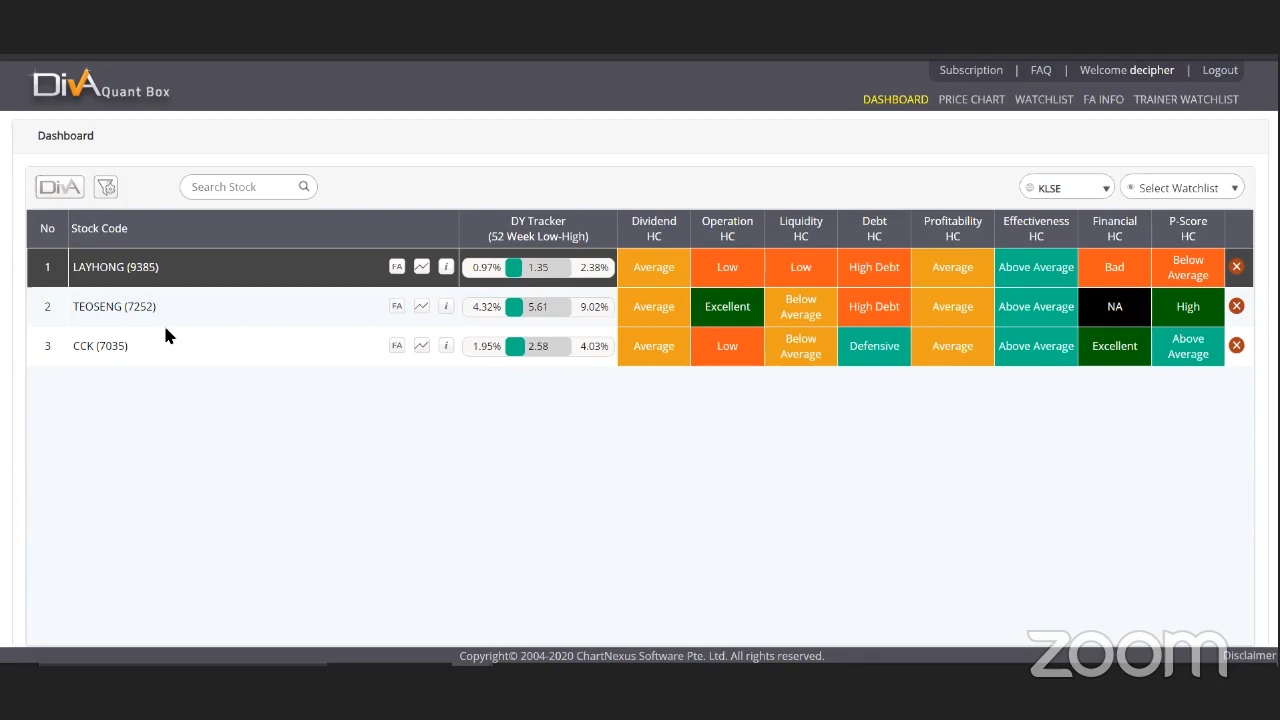 Subscription | FAQ | Welcome decipher | Logout
DivA Quant Box
DASHBOARD PRICE CHART WATCHLIST FA INFO TRAINER WATCHLIST
Dashboard
DivA Search Stock KLSE Select Watchlist
No Stock Code DY Tracker (52 Week Low-High) Dividend HC Operation HC Liquidity HC Debt HC Profitability HC Effectiveness HC Financial HC P-Score HC
1 LAYHONG (9385) FA i 0.97% 1.35 2.38% Average Low Low High Debt Average Above Average Bad Below Average
2 TEOSENG (7252) FA i 4.32% 5.61 9.02% Average Excellent Below Average High Debt Average Above Average NA High
3 CCK (7035) FA i 1.95% 2.58 4.03% Average Low Below Average Defensive Average Above Average Excellent Above Average
zoom
Copyright© 2004-2020 ChartNexus Software Pte. Ltd. All rights reserved. Disclaimer